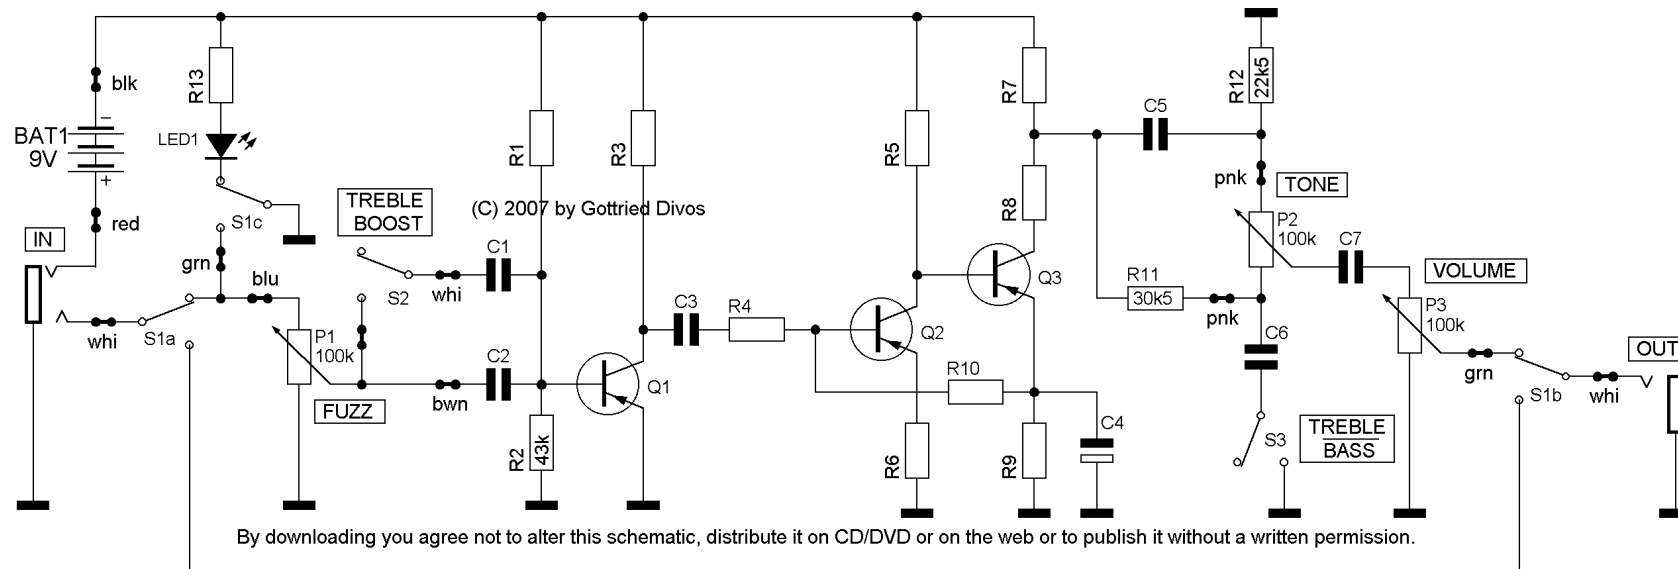 blk
BAT1
9V
−
+
red
IN
whi
R13
LED1
S1c
grn
blu
S1a
P1
100k
FUZZ
TREBLE
BOOST
S2
whi
bwn
C1
C2
R1
R2
43k
R3
(C) 2007 by Gottried Divos
Q1
C3
R4
R5
Q2
R6
R7
R8
Q3
R10
R9
C4
C5
R11
30k5
pnk
R12
22k5
pnk
TONE
P2
100k
C6
S3
TREBLE
BASS
C7
VOLUME
P3
100k
grn
S1b
whi
OUT
By downloading you agree not to alter this schematic, distribute it on CD/DVD or on the web or to publish it without a written permission.